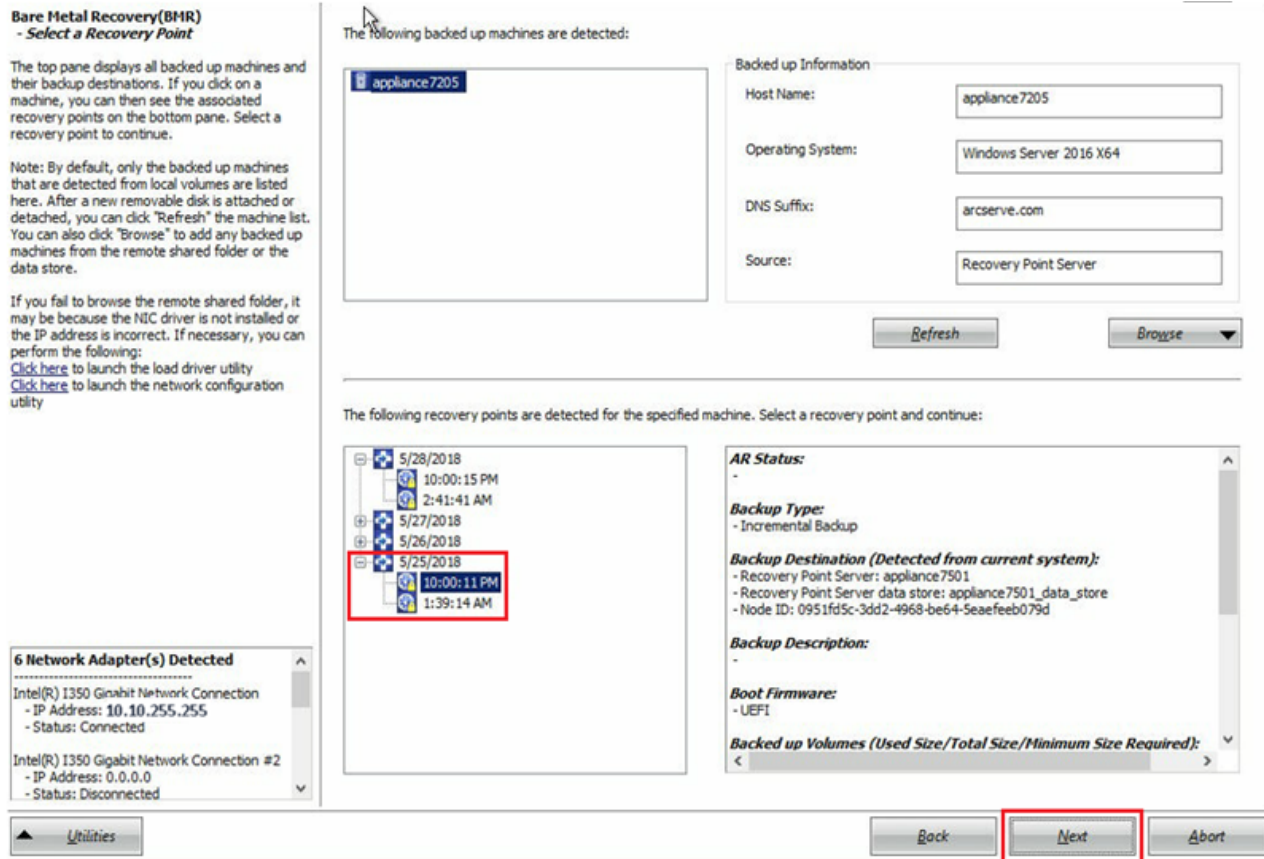 Bare Metal Recovery(BMR)
- Select a Recovery Point
The top pane displays all backed up machines and
their backup destinations. If you click on a
machine, you can then see the associated
recovery points on the bottom pane. Select a
recovery point to continue.
Note: By default, only the backed up machines
that are detected from local volumes are listed
here. After a new removable disk is attached or
detached, you can click "Refresh" the machine list.
You can also click "Browse" to add any backed up
machines from the remote shared folder or the
data store.
If you fail to browse the remote shared folder, it
may be because the NIC driver is not installed or
the IP address is incorrect. If necessary, you can
perform the following:
Click here to launch the load driver utility
Click here to launch the network configuration
utility
6 Network Adapter(s) Detected
-----------------------------------
Intel(R) I350 Gigabit Network Connection
- IP Address: 10.10.255.255
- Status: Connected
Intel(R) I350 Gigabit Network Connection #2
- IP Address: 0.0.0.0
- Status: Disconnected
The following backed up machines are detected:
appliance7205
Backed up Information
Host Name: appliance7205
Operating System: Windows Server 2016 X64
DNS Suffix: arcserve.com
Source: Recovery Point Server
Refresh Browse
The following recovery points are detected for the specified machine. Select a recovery point and continue:
5/28/2018
10:00:15 PM
2:41:41 AM
5/27/2018
5/26/2018
5/25/2018
10:00:11 PM
1:39:14 AM
AR Status:
-
Backup Type:
- Incremental Backup
Backup Destination (Detected from current system):
- Recovery Point Server: appliance7501
- Recovery Point Server data store: appliance7501_data_store
- Node ID: 0951fd5c-3dd2-4968-be64-5eaefeeb079d
Backup Description:
-
Boot Firmware:
- UEFI
Backed up Volumes (Used Size/Total Size/Minimum Size Required):
Utilities Back Next Abort